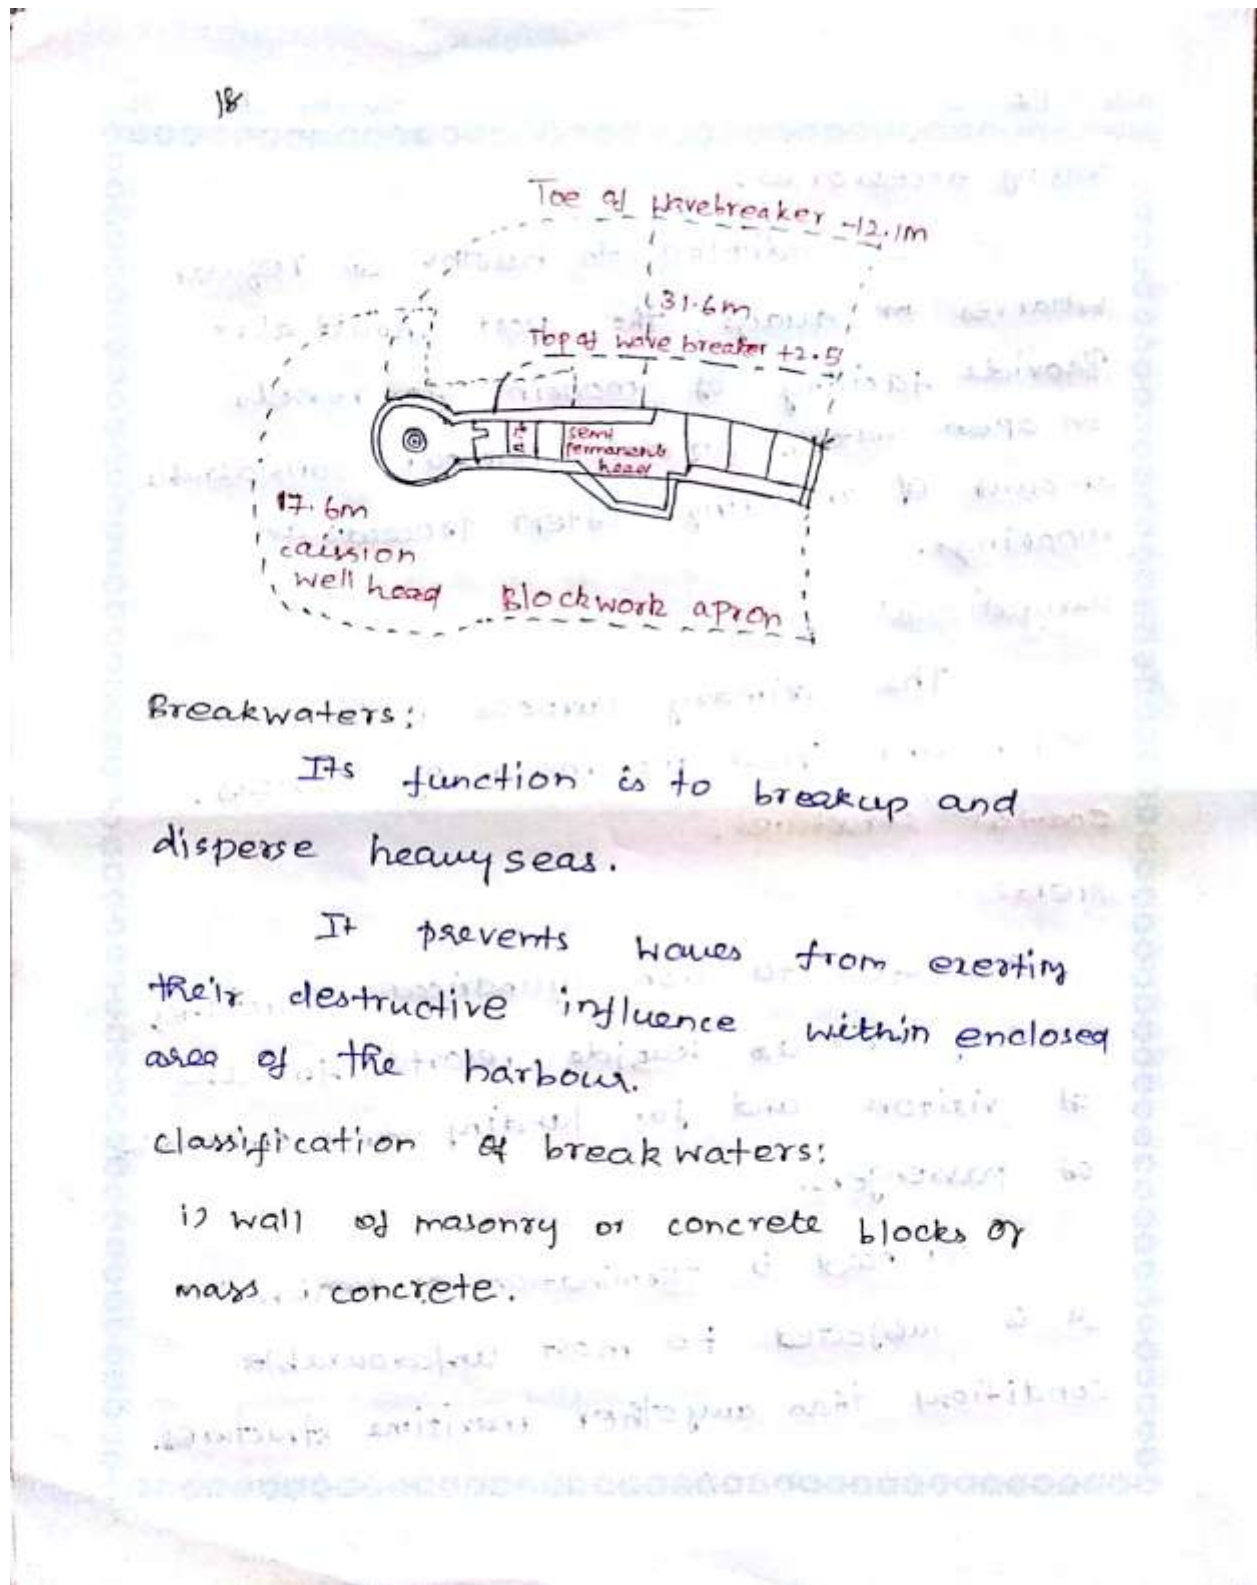 18
Toe of Wavebreaker -12.1m
31.6m
Top of wave breaker +2.5
semi
permanent
head
17.6m
caission
well head
Blockwork apron
Breakwaters:
Its function is to breakup and
disperse heavy seas.
It prevents waves from exerting
their destructive influence within enclosed
area of the harbour.
classification of break waters:
i) wall of masonry or concrete blocks or
mass concrete.